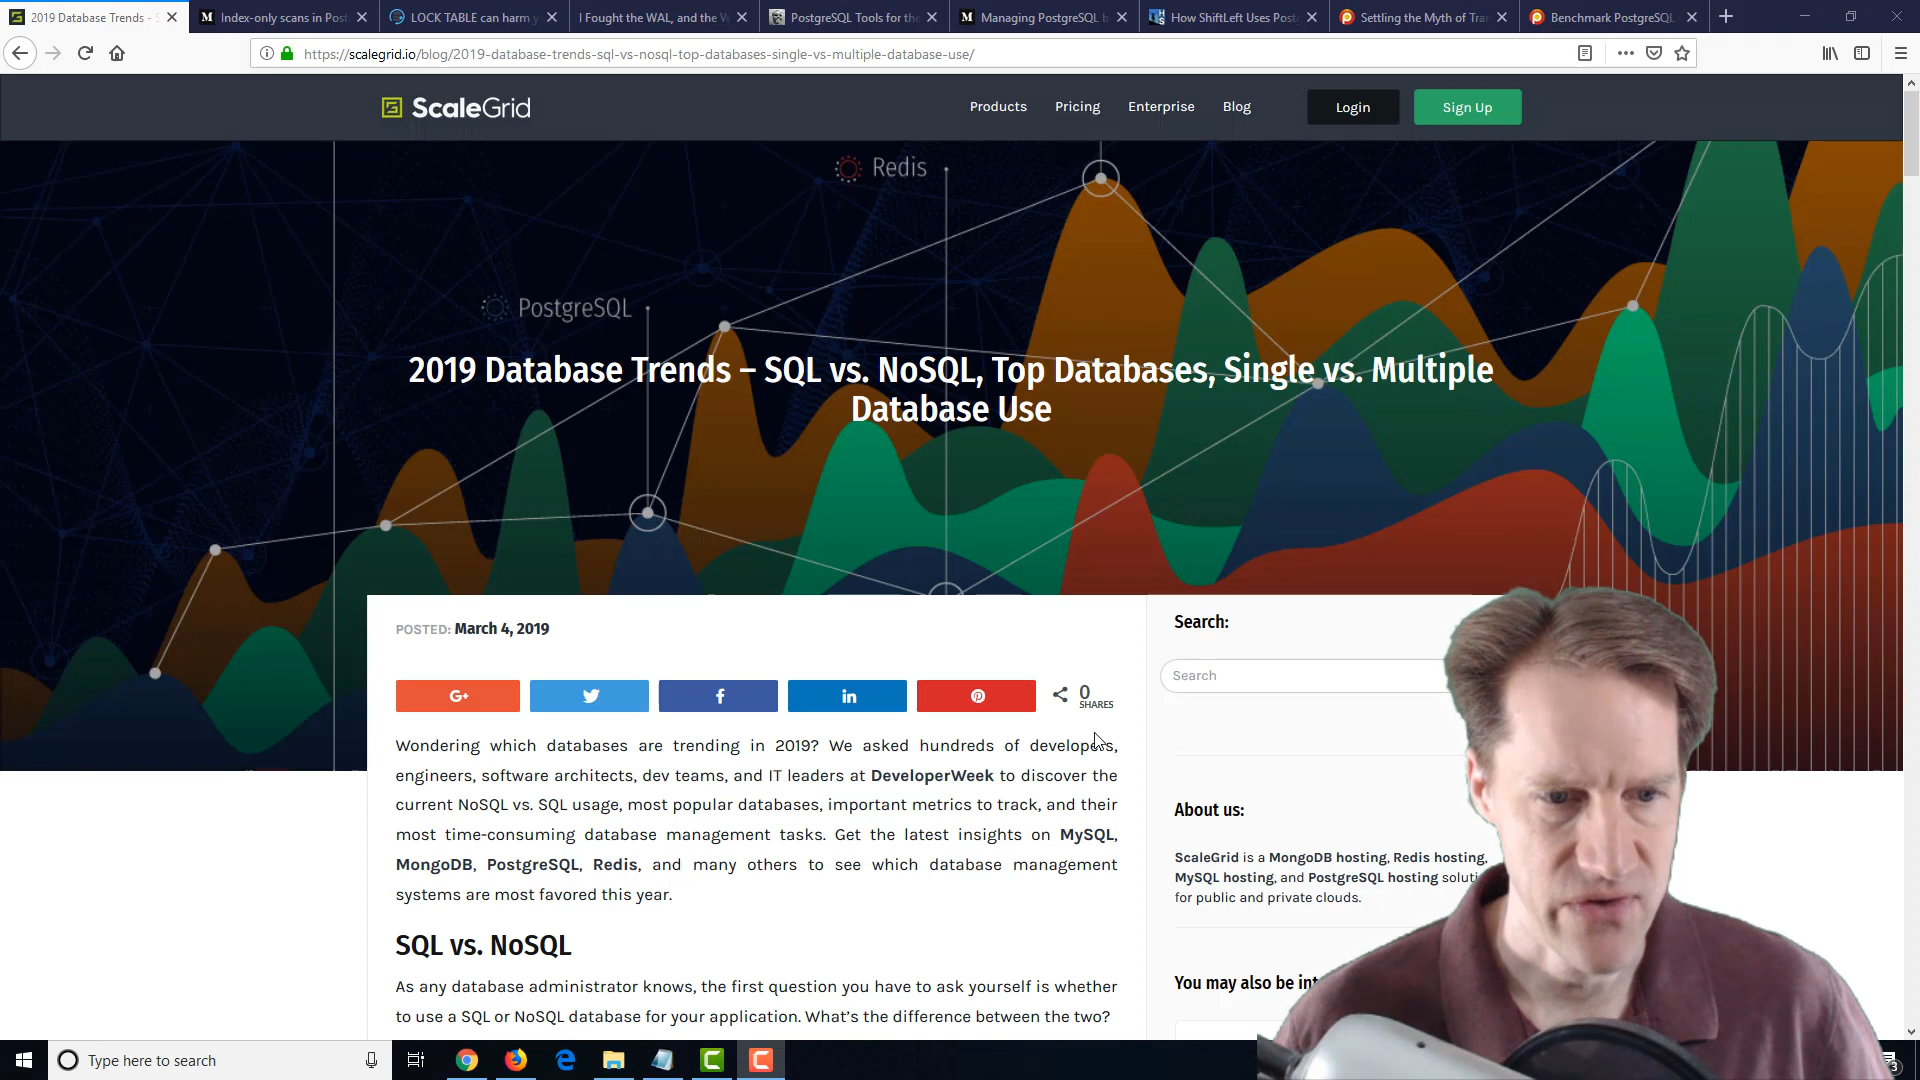 2019 Database Trends -
Index-only scans in Post
LOCK TABLE can harm y
I Fought the WAL, and the W
PostgreSQL Tools for the
Managing PostgreSQL b
How ShiftLeft Uses Post
Settling the Myth of Tran
Benchmark PostgreSQL
https://scalegrid.io/blog/2019-database-trends-sql-vs-nosql-top-databases-single-vs-multiple-database-use/
ScaleGrid
Products
Pricing
Enterprise
Blog
Login
Sign Up
Redis
PostgreSQL
2019 Database Trends – SQL vs. NoSQL, Top Databases, Single vs. Multiple
Database Use
POSTED: March 4, 2019
G+
f
in
0
SHARES
Wondering which databases are trending in 2019? We asked hundreds of developers,
engineers, software architects, dev teams, and IT leaders at DeveloperWeek to discover the
current NoSQL vs. SQL usage, most popular databases, important metrics to track, and their
most time-consuming database management tasks. Get the latest insights on MySQL,
MongoDB, PostgreSQL, Redis, and many others to see which database management
systems are most favored this year.
SQL vs. NoSQL
As any database administrator knows, the first question you have to ask yourself is whether
to use a SQL or NoSQL database for your application. What's the difference between the two?
Search:
Search
About us:
ScaleGrid is a MongoDB hosting, Redis hosting,
MySQL hosting, and PostgreSQL hosting
for public and private clouds.
You may also be
Type here to search
3